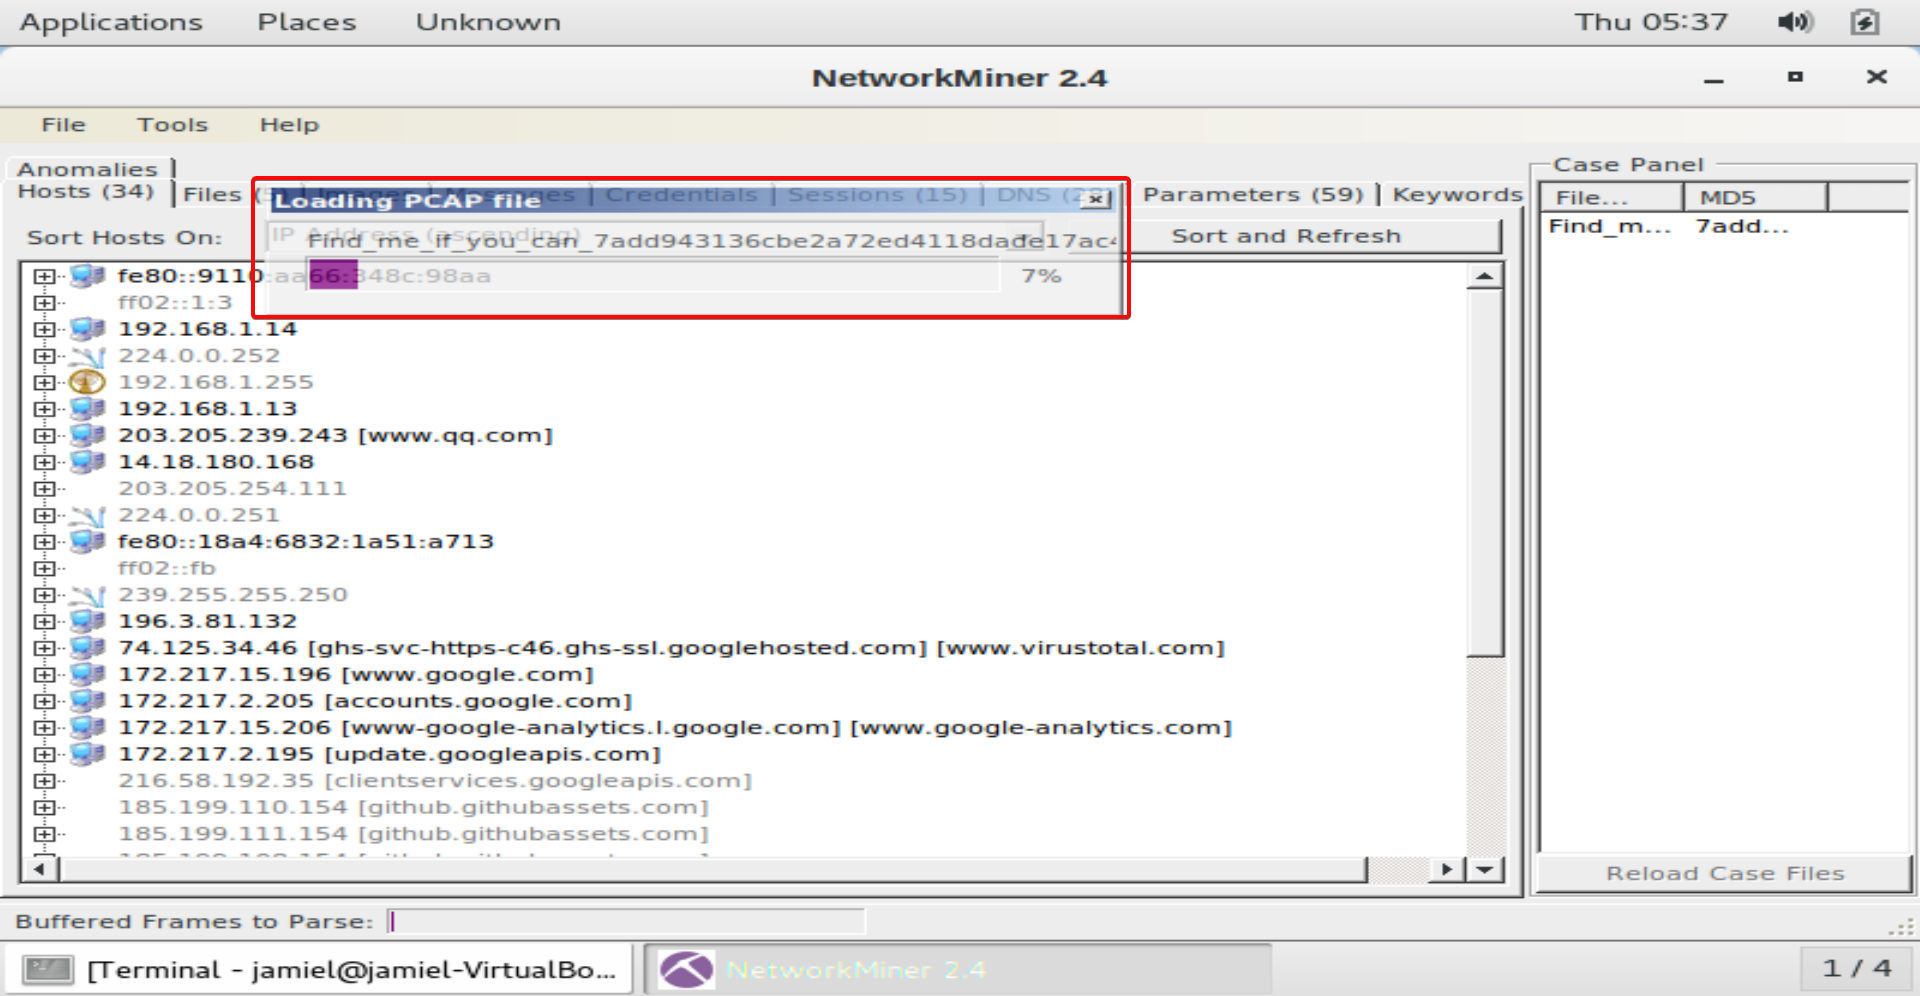 Applications Places Unknown Thu 05:37
NetworkMiner 2.4
File Tools Help
Anomalies
Hosts (34) Files Images Messages Credentials Sessions (15) DNS Parameters (59) Keywords
Loading PCAP file
Sort Hosts On: IP Address (ascending) Sort and Refresh
Find_me_if_you_can_7add943136cbe2a72ed4118dade17ac
7%
fe80::9110:aa66:348c:98aa
ff02::1:3
192.168.1.14
224.0.0.252
192.168.1.255
192.168.1.13
203.205.239.243 [www.qq.com]
14.18.180.168
203.205.254.111
224.0.0.251
fe80::18a4:6832:1a51:a713
ff02::fb
239.255.255.250
196.3.81.132
74.125.34.46 [ghs-svc-https-c46.ghs-ssl.googlehosted.com] [www.virustotal.com]
172.217.15.196 [www.google.com]
172.217.2.205 [accounts.google.com]
172.217.15.206 [www-google-analytics.l.google.com] [www.google-analytics.com]
172.217.2.195 [update.googleapis.com]
216.58.192.35 [clientservices.googleapis.com]
185.199.110.154 [github.githubassets.com]
185.199.111.154 [github.githubassets.com]
Case Panel
File... MD5
Find_m... 7add...
Reload Case Files
Buffered Frames to Parse:
[Terminal - jamiel@jamiel-VirtualBo... NetworkMiner 2.4 1 / 4